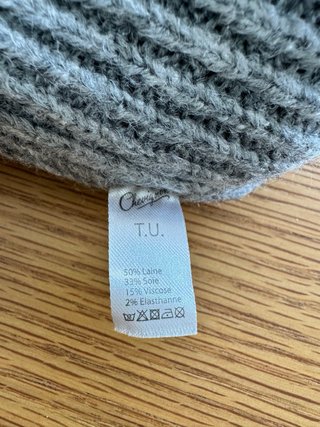 T.U.
50% Laine
33% Soie
15% Viscose
2% Elasthanne